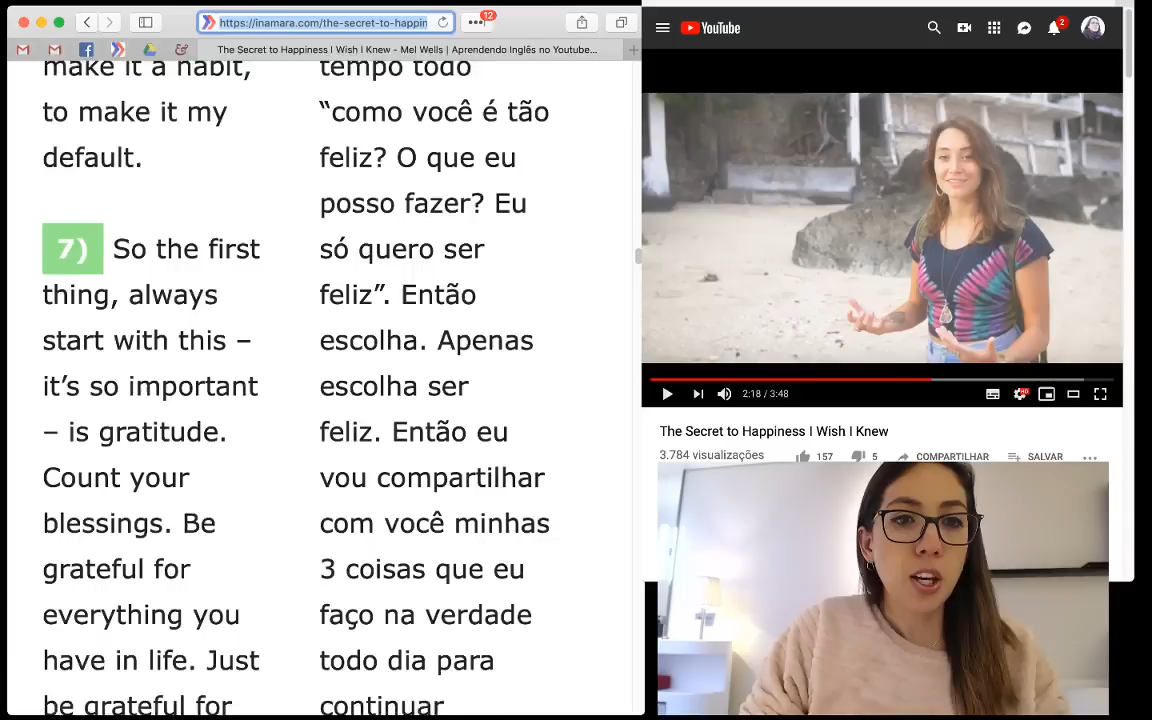 https://inamara.com/the-secret-to-happin
12
The Secret to Happiness I Wish I Knew - Mel Wells | Aprendendo Inglês no Youtube...
make it a habit,
to make it my
default.
7) So the first
thing, always
start with this –
it's so important
– is gratitude.
Count your
blessings. Be
grateful for
everything you
have in life. Just
be grateful for
tempo todo
“como você é tão
feliz? O que eu
posso fazer? Eu
só quero ser
feliz”. Então
escolha. Apenas
escolha ser
feliz. Então eu
vou compartilhar
com você minhas
3 coisas que eu
faço na verdade
todo dia para
continuar
YouTube
2
2:18 / 3:48
HD
The Secret to Happiness I Wish I Knew
3.784 visualizações
157
5
COMPARTILHAR
SALVAR